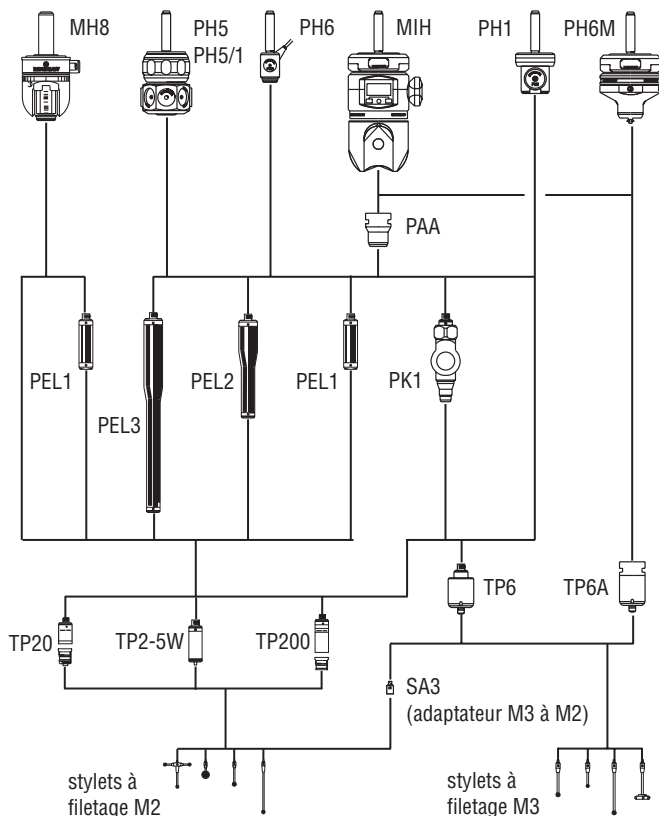 MH8
PH5
PH5/1
PH6
MIH
PH1
PH6M
PAA
PEL1
PEL3
PEL2
PEL1
PK1
TP6
TP6A
TP20
TP2-5W
TP200
SA3
(adaptateur M3 à M2)
stylets à
filetage M2
stylets à
filetage M3